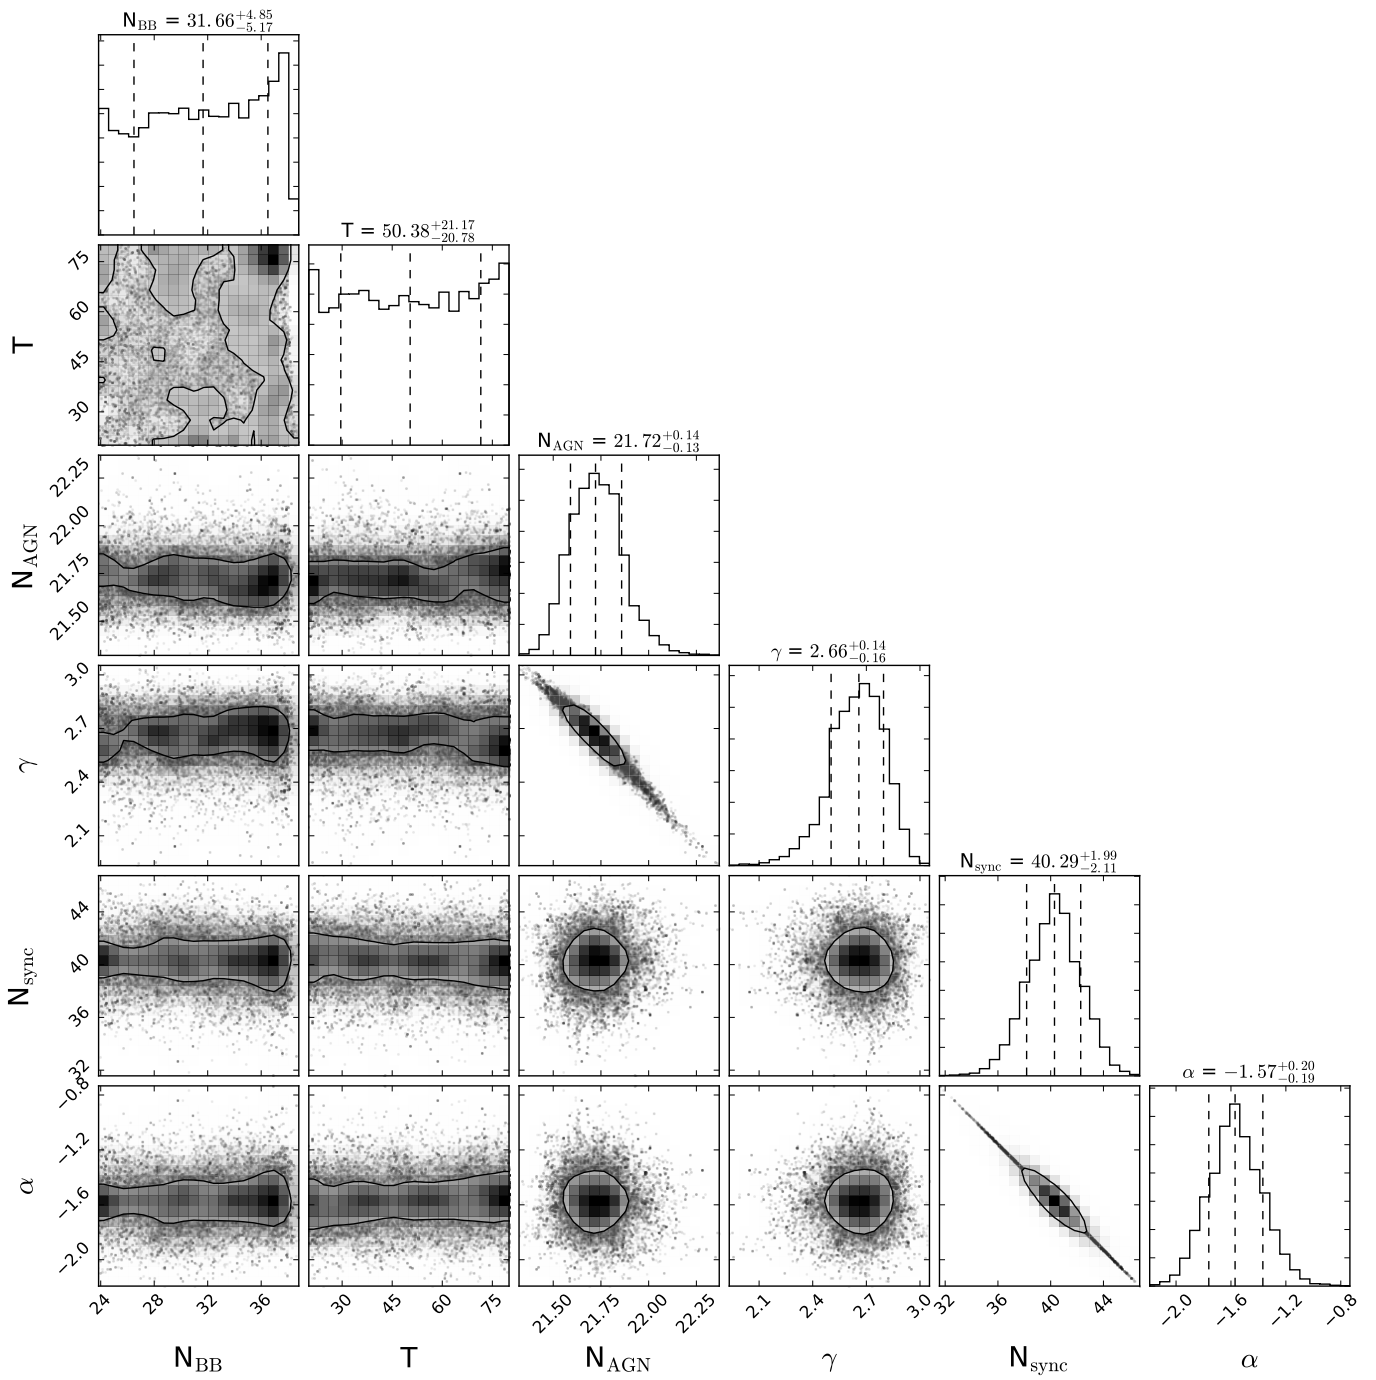 N_BB = 31.66^{+4.85}_{−5.17}
T = 50.38^{+21.17}_{−20.78}
75
60
45
30
T
N_AGN = 21.72^{+0.14}_{−0.13}
22.25
22.00
21.75
21.50
N_AGN
γ = 2.66^{+0.14}_{−0.16}
3.0
2.7
2.4
2.1
γ
N_sync = 40.29^{+1.99}_{−2.11}
44
40
36
32
N_sync
α = −1.57^{+0.20}_{−0.19}
−0.8
−1.2
−1.6
−2.0
α
24 28 32 36 30 45 60 75 21.50 21.75 22.00 22.25 2.1 2.4 2.7 3.0 32 36 40 44 −2.0 −1.6 −1.2 −0.8
N_BB T N_AGN γ N_sync α